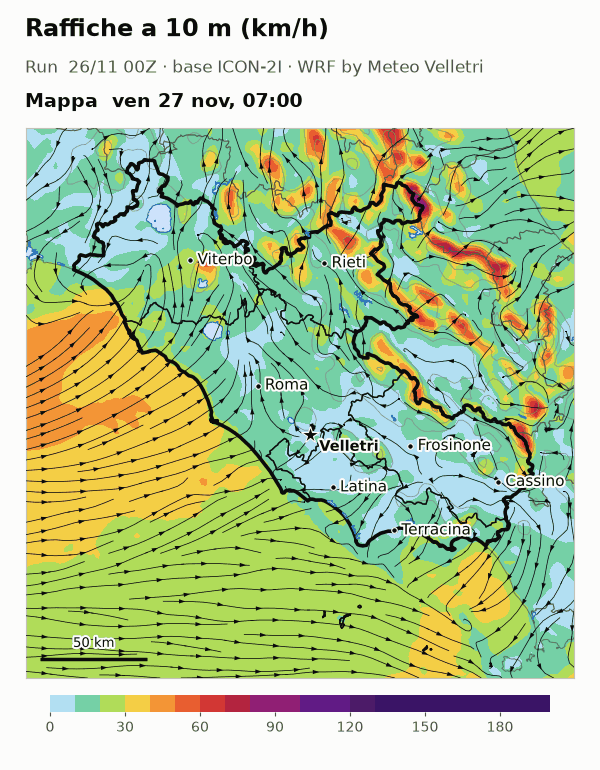 Raffiche a 10 m (km/h)
Run  26/11 00Z · base ICON-2I · WRF by Meteo Velletri
Mappa  ven 27 nov, 07:00
Viterbo
Rieti
Roma
Velletri
Frosinone
Cassino
Latina
Terracina
50 km
0 30 60 90 120 150 180